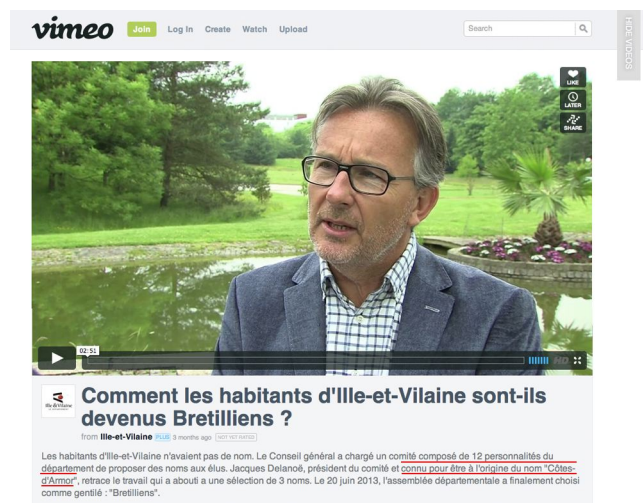 vimeo Join Log In Create Watch Upload Search
HIDE VIDEOS
LIKE
LATER
SHARE
02:51
HD
Ille & Vilaine
Comment les habitants d'Ille-et-Vilaine sont-ils
devenus Bretilliens ?
from Ille-et-Vilaine PLUS 3 months ago NOT YET RATED
Les habitants d'Ille-et-Vilaine n'avaient pas de nom. Le Conseil général a chargé un comité composé de 12 personnalités du
département de proposer des noms aux élus. Jacques Delanoë, président du comité et connu pour être à l'origine du nom "Côtes-
d'Armor", retrace le travail qui a abouti a une sélection de 3 noms. Le 20 juin 2013, l'assemblée départementale a finalement choisi
comme gentilé : "Bretilliens".